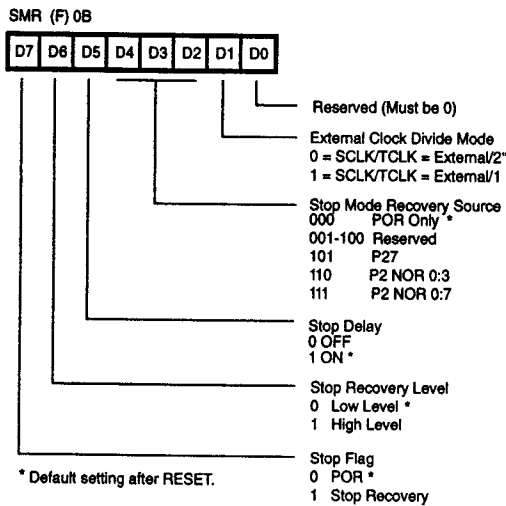 SMR (F) 0B
D7 D6 D5 D4 D3 D2 D1 D0
Reserved (Must be 0)
External Clock Divide Mode
0 = SCLK/TCLK = External/2*
1 = SCLK/TCLK = External/1
Stop Mode Recovery Source
000 POR Only *
001-100 Reserved
101 P27
110 P2 NOR 0:3
111 P2 NOR 0:7
Stop Delay
0 OFF
1 ON *
Stop Recovery Level
0 Low Level *
1 High Level
Stop Flag
0 POR *
1 Stop Recovery
* Default setting after RESET.